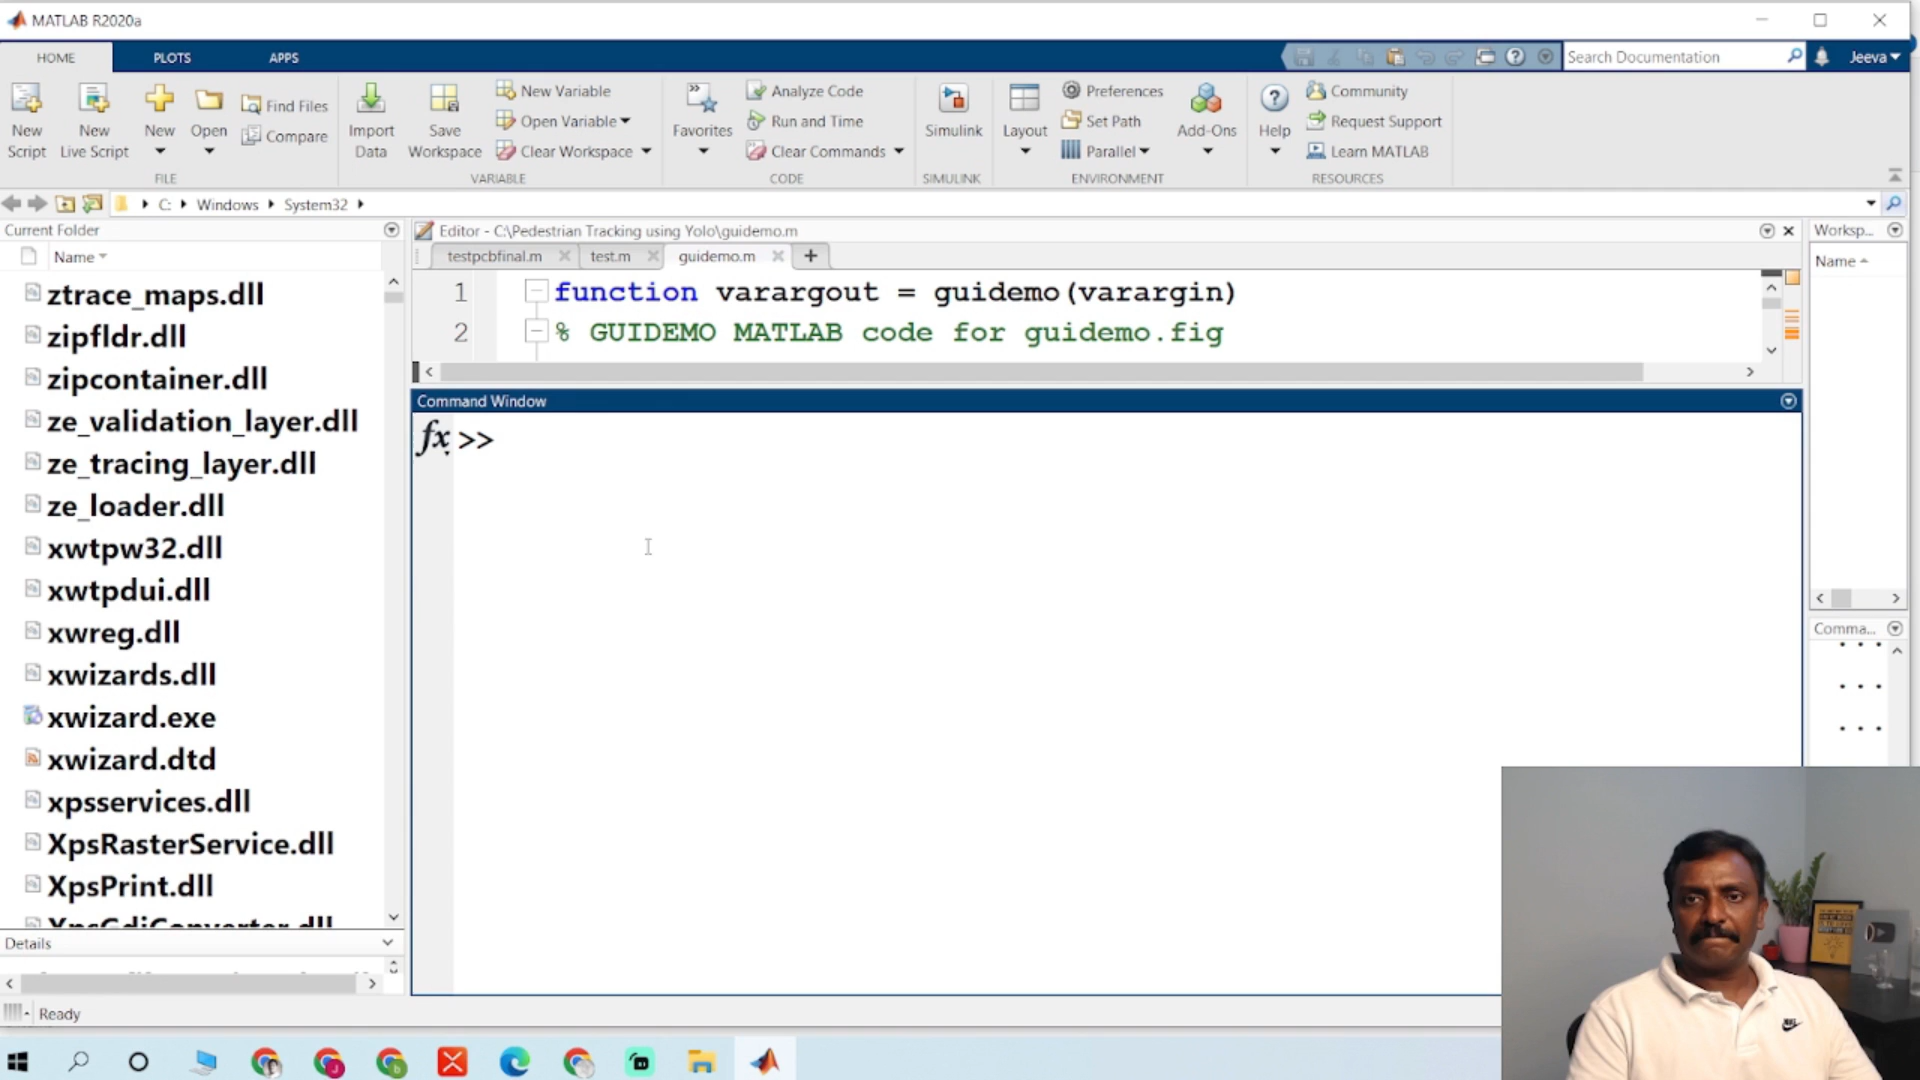 MATLAB R2020a
HOME PLOTS APPS
Search Documentation
Jeeva
New Script
New Live Script
New
Open
Find Files
Compare
FILE
Import Data
Save Workspace
New Variable
Open Variable
Clear Workspace
VARIABLE
Favorites
Analyze Code
Run and Time
Clear Commands
CODE
Simulink
SIMULINK
Layout
Preferences
Set Path
Parallel
Add-Ons
ENVIRONMENT
Help
Community
Request Support
Learn MATLAB
RESOURCES
C: Windows System32
Current Folder
Name
ztrace_maps.dll
zipfldr.dll
zipcontainer.dll
ze_validation_layer.dll
ze_tracing_layer.dll
ze_loader.dll
xwtpw32.dll
xwtpdui.dll
xwreg.dll
xwizards.dll
xwizard.exe
xwizard.dtd
xpsservices.dll
XpsRasterService.dll
XpsPrint.dll
XpsGdiConverter.dll
Details
Ready
Editor - C:\Pedestrian Tracking using Yolo\guidemo.m
testpcbfinal.m test.m guidemo.m
1 function varargout = guidemo(varargin)
2 % GUIDEMO MATLAB code for guidemo.fig
Command Window
fx >>
Worksp...
Name
Comma...